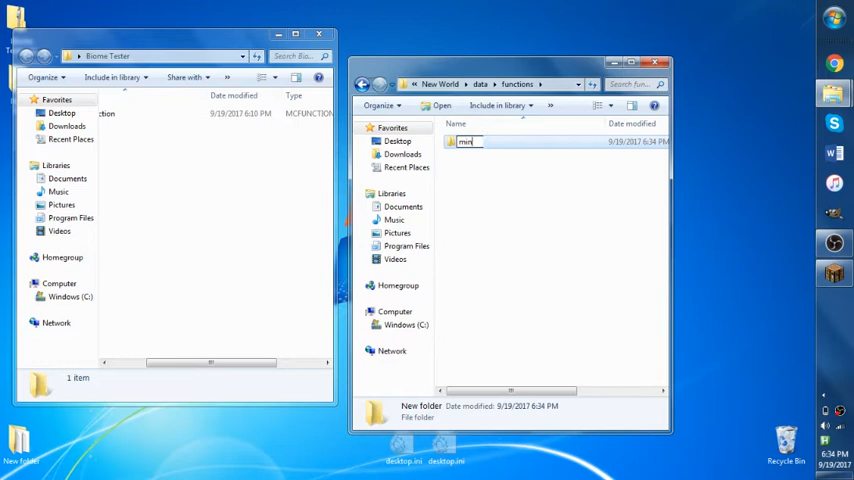 Biome Tester
Search Bio...
Organize
Include in library
Share with
»
Date modified
Type
ction
9/19/2017 6:10 PM
MCFUNCTION
Favorites
Desktop
Downloads
Recent Places
Libraries
Documents
Music
Pictures
Program Files
Videos
Homegroup
Computer
Windows (C:)
Network
1 item
« New World data functions
Search fun...
Organize
Open
Include in library
»
Name
Date modified
min
9/19/2017 6:34 PM
Favorites
Desktop
Downloads
Recent Places
Libraries
Documents
Music
Pictures
Program Files
Videos
Homegroup
Computer
Windows (C:)
Network
New folder Date modified: 9/19/2017 6:34 PM
File folder
New folder
desktop.ini
desktop.ini
Recycle Bin
6:34 PM
Monday
9/19/2017